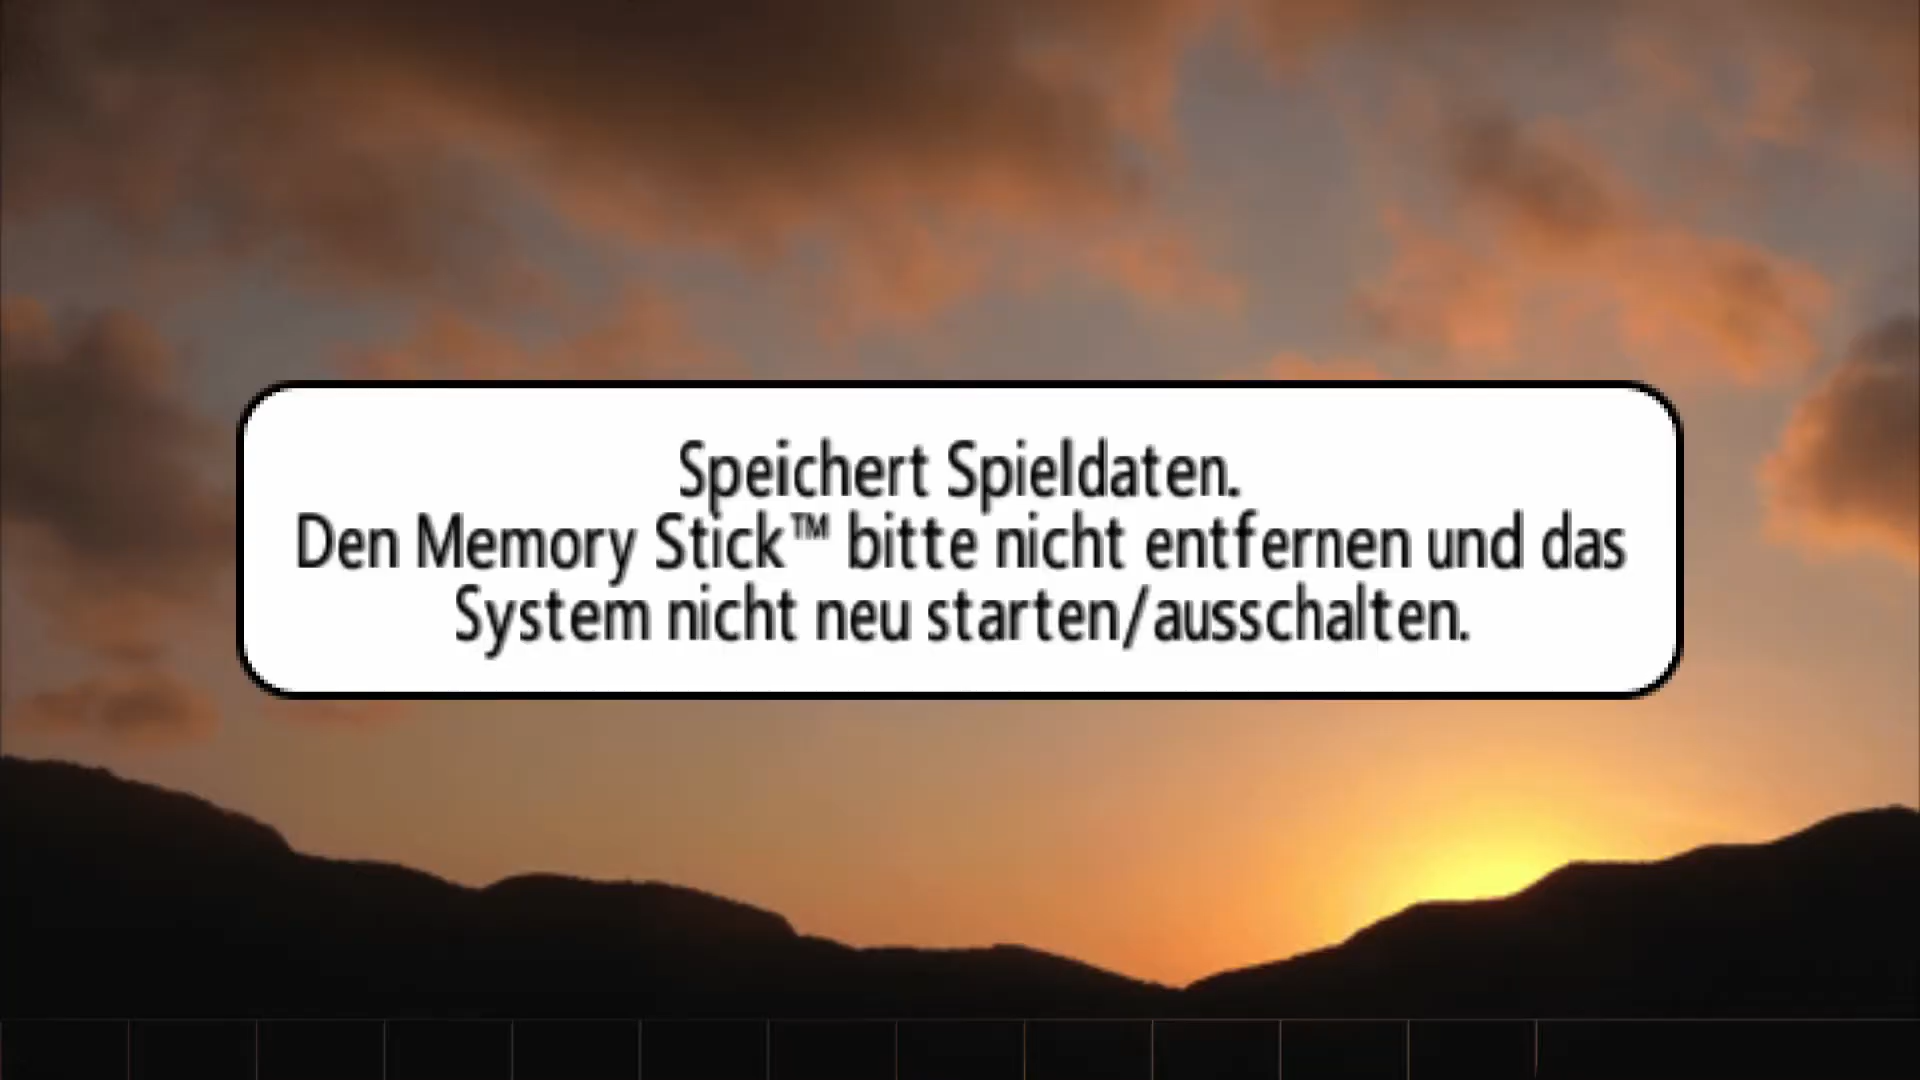 Speichert Spieldaten.
Den Memory Stick™ bitte nicht entfernen und das
System nicht neu starten/ausschalten.